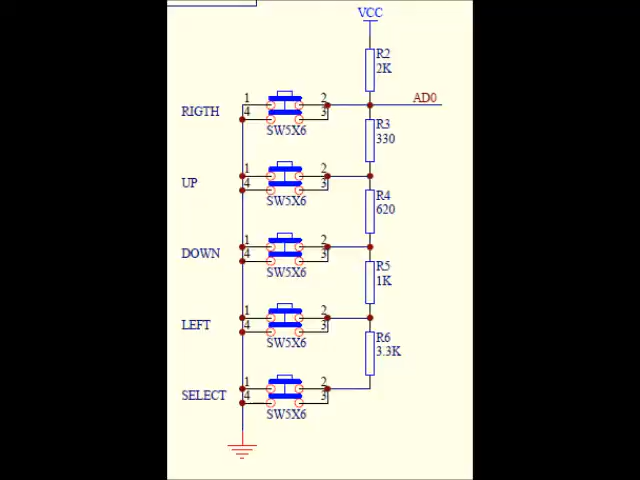 VCC
R2
2K
1 2 AD0
RIGTH 4 3
SW5X6
R3
330
1 2
UP 4 3
SW5X6
R4
620
1 2
DOWN 4 3
SW5X6
R5
1K
1 2
LEFT 4 3
SW5X6
R6
3.3K
1 2
SELECT 4 3
SW5X6